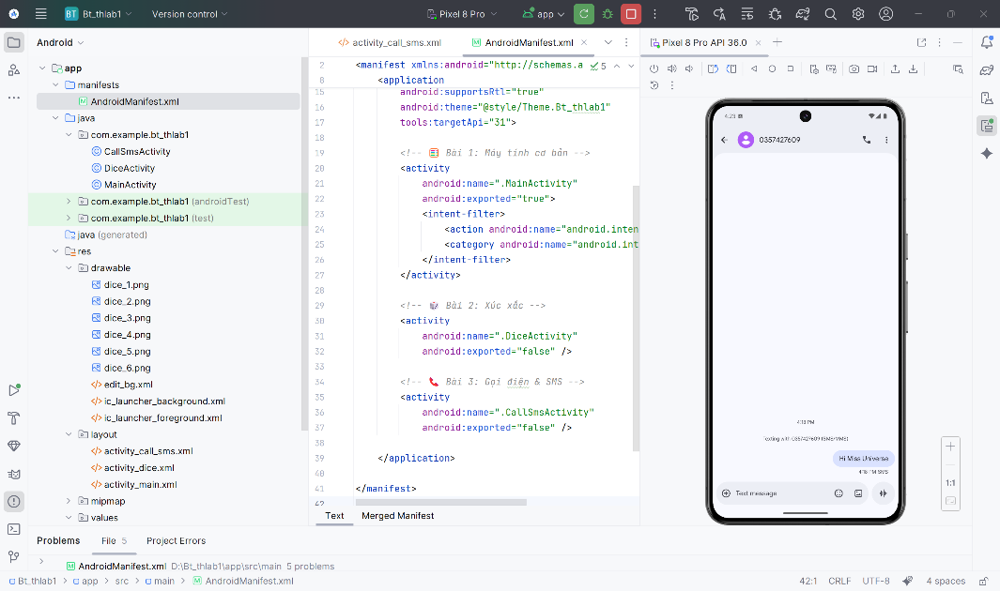 BT Bt_thlab1 Version control Pixel 8 Pro app
Android
app
manifests
AndroidManifest.xml
java
com.example.bt_thlab1
CallSmsActivity
DiceActivity
MainActivity
com.example.bt_thlab1 (androidTest)
com.example.bt_thlab1 (test)
java (generated)
res
drawable
dice_1.png
dice_2.png
dice_3.png
dice_4.png
dice_5.png
dice_6.png
edit_bg.xml
ic_launcher_background.xml
ic_launcher_foreground.xml
layout
activity_call_sms.xml
activity_dice.xml
activity_main.xml
mipmap
values
activity_call_sms.xml AndroidManifest.xml
2 <manifest xmlns:android="http://schemas.a 5
8 <application
15 android:supportsRtl="true"
16 android:theme="@style/Theme.Bt_thlab1"
17 tools:targetApi="31">
18
19 <!-- 🧮 Bài 1: Máy tính cơ bản -->
20 <activity
21 android:name=".MainActivity"
22 android:exported="true">
23 <intent-filter>
24 <action android:name="android.inten
25 <category android:name="android.int
26 </intent-filter>
27 </activity>
28
29 <!-- 🎲 Bài 2: Xúc xắc -->
30 <activity
31 android:name=".DiceActivity"
32 android:exported="false" />
33
34 <!-- 📞 Bài 3: Gọi điện & SMS -->
35 <activity
36 android:name=".CallSmsActivity"
37 android:exported="false" />
38
39 </application>
40
41 </manifest>
42
Text Merged Manifest
Pixel 8 Pro API 36.0
0357427609
4:18 PM
Texting with 0357427609 (SMS/MMS)
Hi Miss Universe
4:18 PM SMS
Text message
1:1
Problems File 5 Project Errors
AndroidManifest.xml D:\Bt_thlab1\app\src\main 5 problems
Bt_thlab1 > app > src > main > AndroidManifest.xml 42:1 CRLF UTF-8 4 spaces